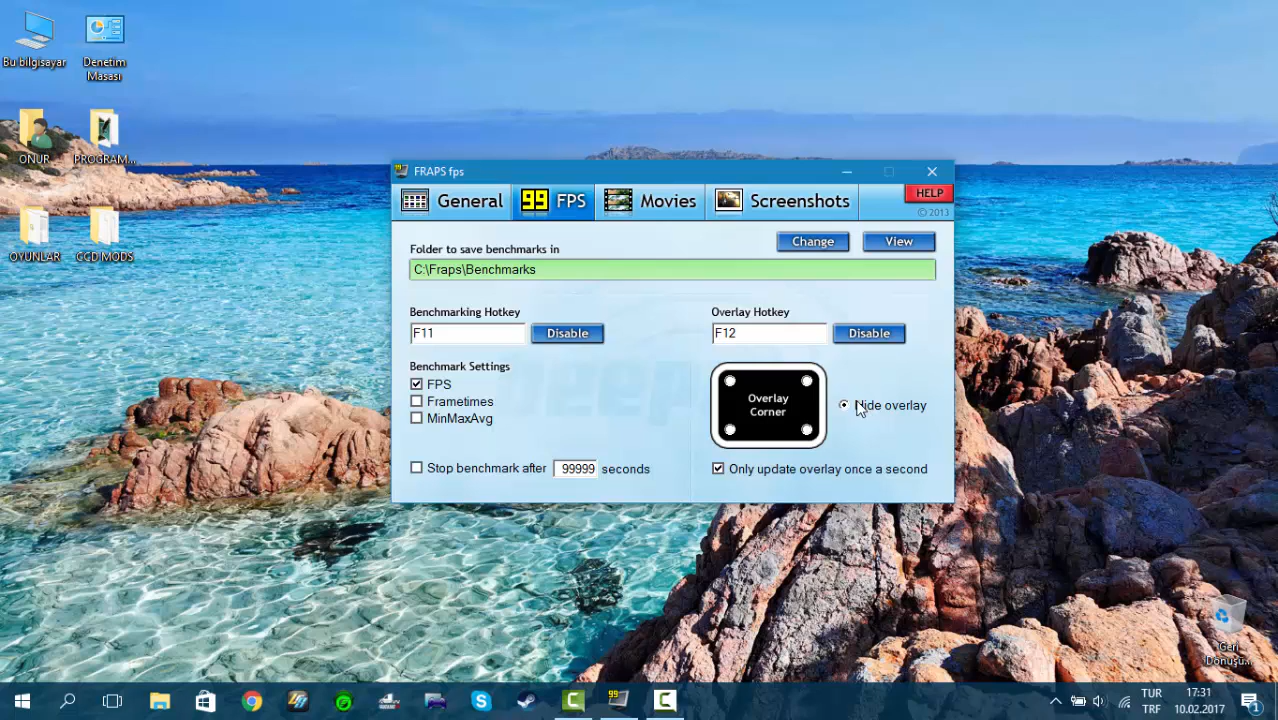 Bu bilgisayar
Denetim
Masası
ONUR
PROGRAM...
OYUNLAR
CCD MODS
FRAPS fps
General
99 FPS
Movies
Screenshots
HELP
© 2013
Folder to save benchmarks in
Change
View
C:\Fraps\Benchmarks
Benchmarking Hotkey
Overlay Hotkey
F11
Disable
F12
Disable
Benchmark Settings
FPS
Frametimes
MinMaxAvg
Overlay
Corner
Hide overlay
Stop benchmark after 99999 seconds
Only update overlay once a second
Geri
Dönüşü...
TUR
TRF
17:31
10.02.2017
1